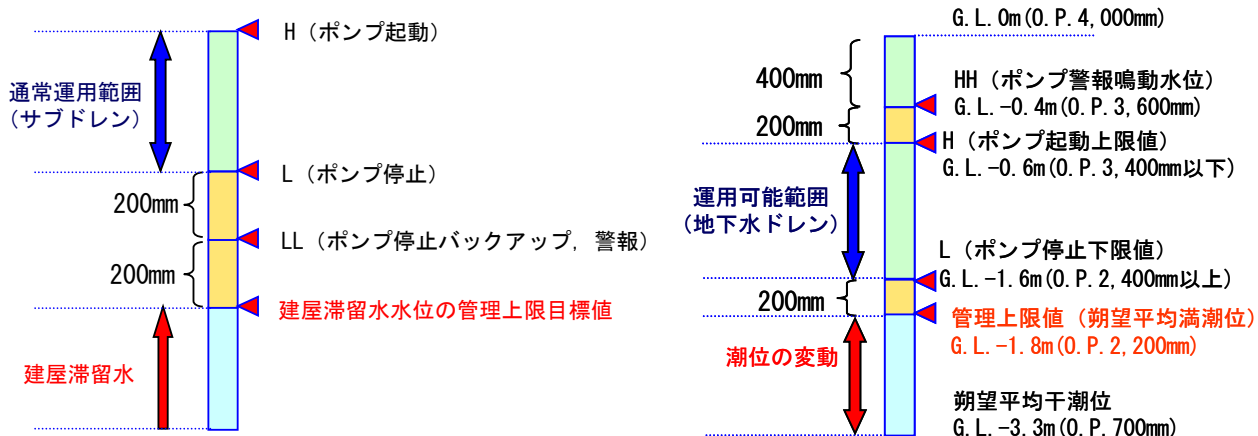 H（ポンプ起動）
通常運用範囲
（サブドレン）
L（ポンプ停止）
200mm
LL（ポンプ停止バックアップ，警報）
200mm
建屋滞留水水位の管理上限目標値
建屋滞留水
G.L.0m(O.P.4,000mm)
400mm
HH（ポンプ警報鳴動水位）
G.L.-0.4m(O.P.3,600mm)
200mm
H（ポンプ起動上限値）
G.L.-0.6m(O.P.3,400mm以下)
運用可能範囲
（地下水ドレン）
L（ポンプ停止下限値）
G.L.-1.6m(O.P.2,400mm以上)
200mm
管理上限値（朔望平均満潮位）
G.L.-1.8m(O.P.2,200mm)
潮位の変動
朔望平均干潮位
G.L.-3.3m(O.P.700mm)